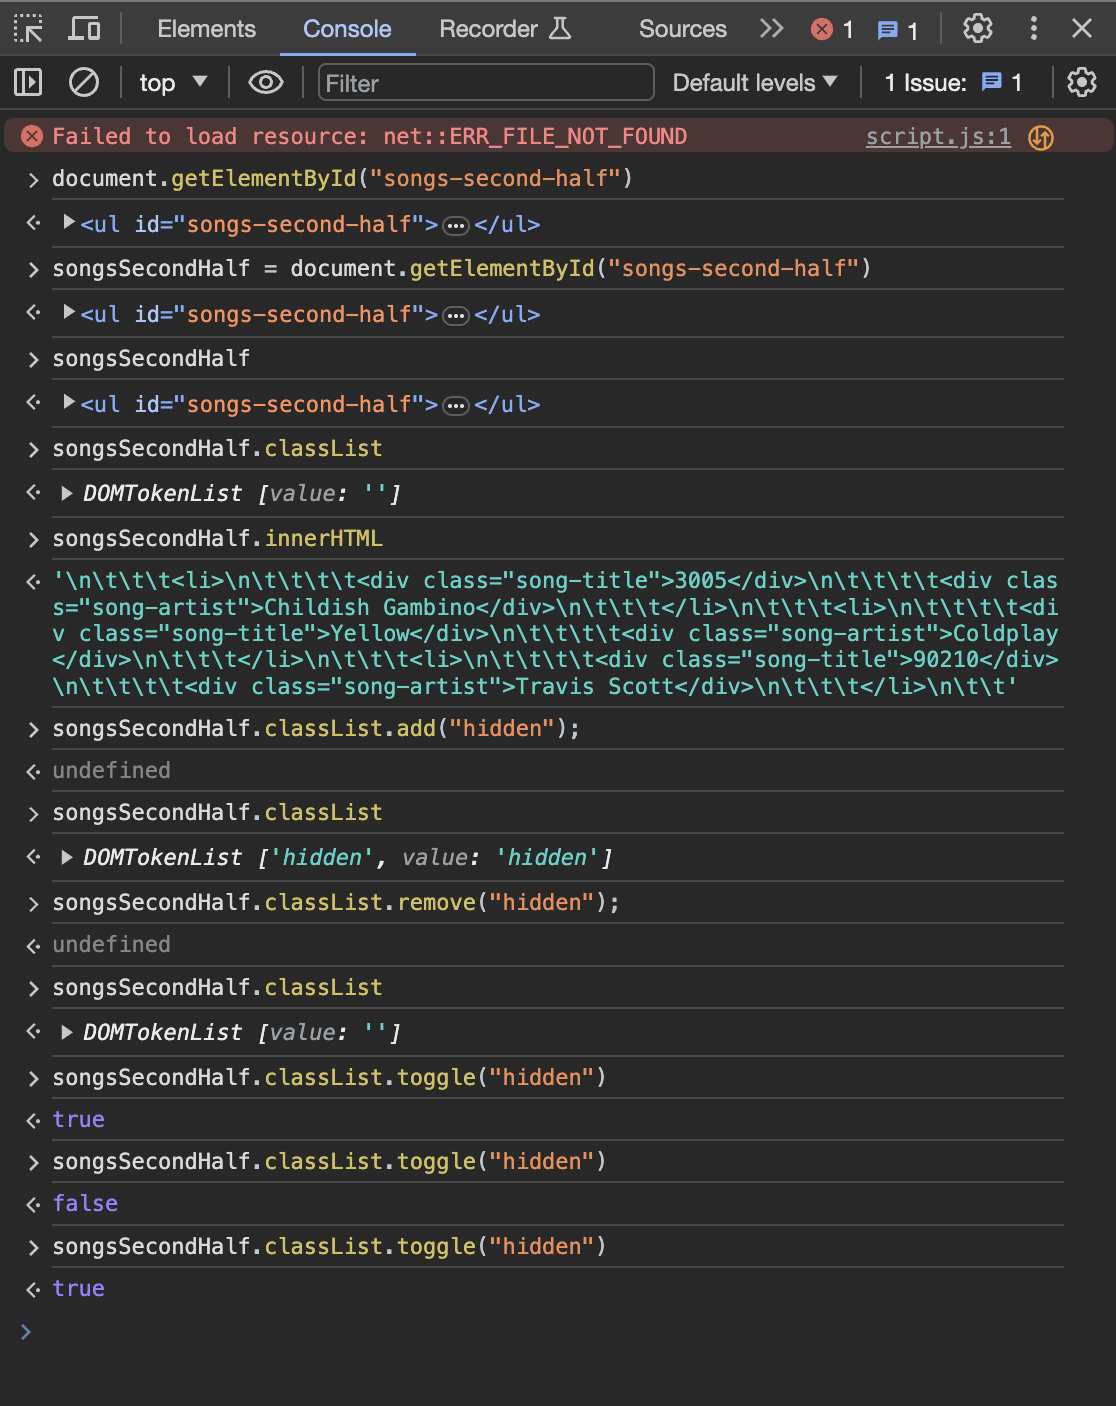 Elements Console Recorder Sources 1 1
top Filter Default levels 1 Issue: 1
Failed to load resource: net::ERR_FILE_NOT_FOUND script.js:1
document.getElementById("songs-second-half")
<ul id="songs-second-half">…</ul>
songsSecondHalf = document.getElementById("songs-second-half")
<ul id="songs-second-half">…</ul>
songsSecondHalf
<ul id="songs-second-half">…</ul>
songsSecondHalf.classList
DOMTokenList [value: '']
songsSecondHalf.innerHTML
'\n\t\t\t<li>\n\t\t\t\t<div class="song-title">3005</div>\n\t\t\t\t<div clas
s="song-artist">Childish Gambino</div>\n\t\t\t</li>\n\t\t\t<li>\n\t\t\t\t<di
v class="song-title">Yellow</div>\n\t\t\t\t<div class="song-artist">Coldplay
</div>\n\t\t\t</li>\n\t\t\t<li>\n\t\t\t\t<div class="song-title">90210</div>
\n\t\t\t\t<div class="song-artist">Travis Scott</div>\n\t\t\t</li>\n\t\t'
songsSecondHalf.classList.add("hidden");
undefined
songsSecondHalf.classList
DOMTokenList ['hidden', value: 'hidden']
songsSecondHalf.classList.remove("hidden");
undefined
songsSecondHalf.classList
DOMTokenList [value: '']
songsSecondHalf.classList.toggle("hidden")
true
songsSecondHalf.classList.toggle("hidden")
false
songsSecondHalf.classList.toggle("hidden")
true